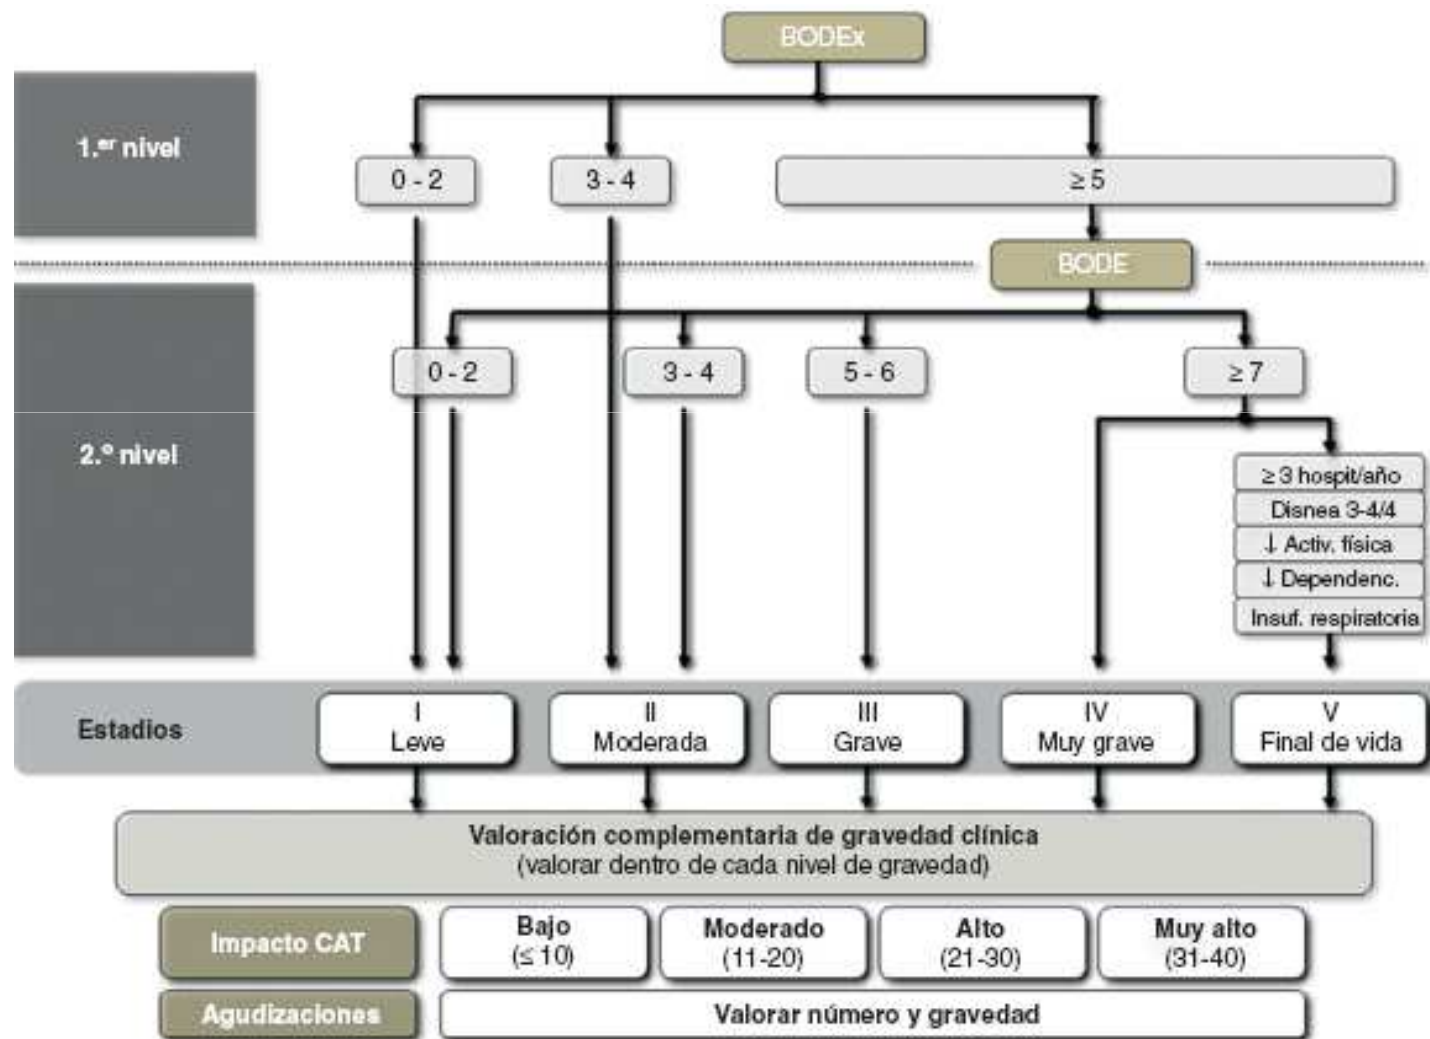 BODEx
1.er nivel
0 - 2
3 - 4
≥ 5
BODE
2.º nivel
0 - 2
3 - 4
5 - 6
≥ 7
≥ 3 hospit/año
Disnea 3-4/4
↓ Activ. física
↓ Dependenc.
Insuf. respiratoria
Estadios
I
Leve
II
Moderada
III
Grave
IV
Muy grave
V
Final de vida
Valoración complementaria de gravedad clínica
(valorar dentro de cada nivel de gravedad)
Impacto CAT
Bajo
(≤ 10)
Moderado
(11-20)
Alto
(21-30)
Muy alto
(31-40)
Agudizaciones
Valorar número y gravedad